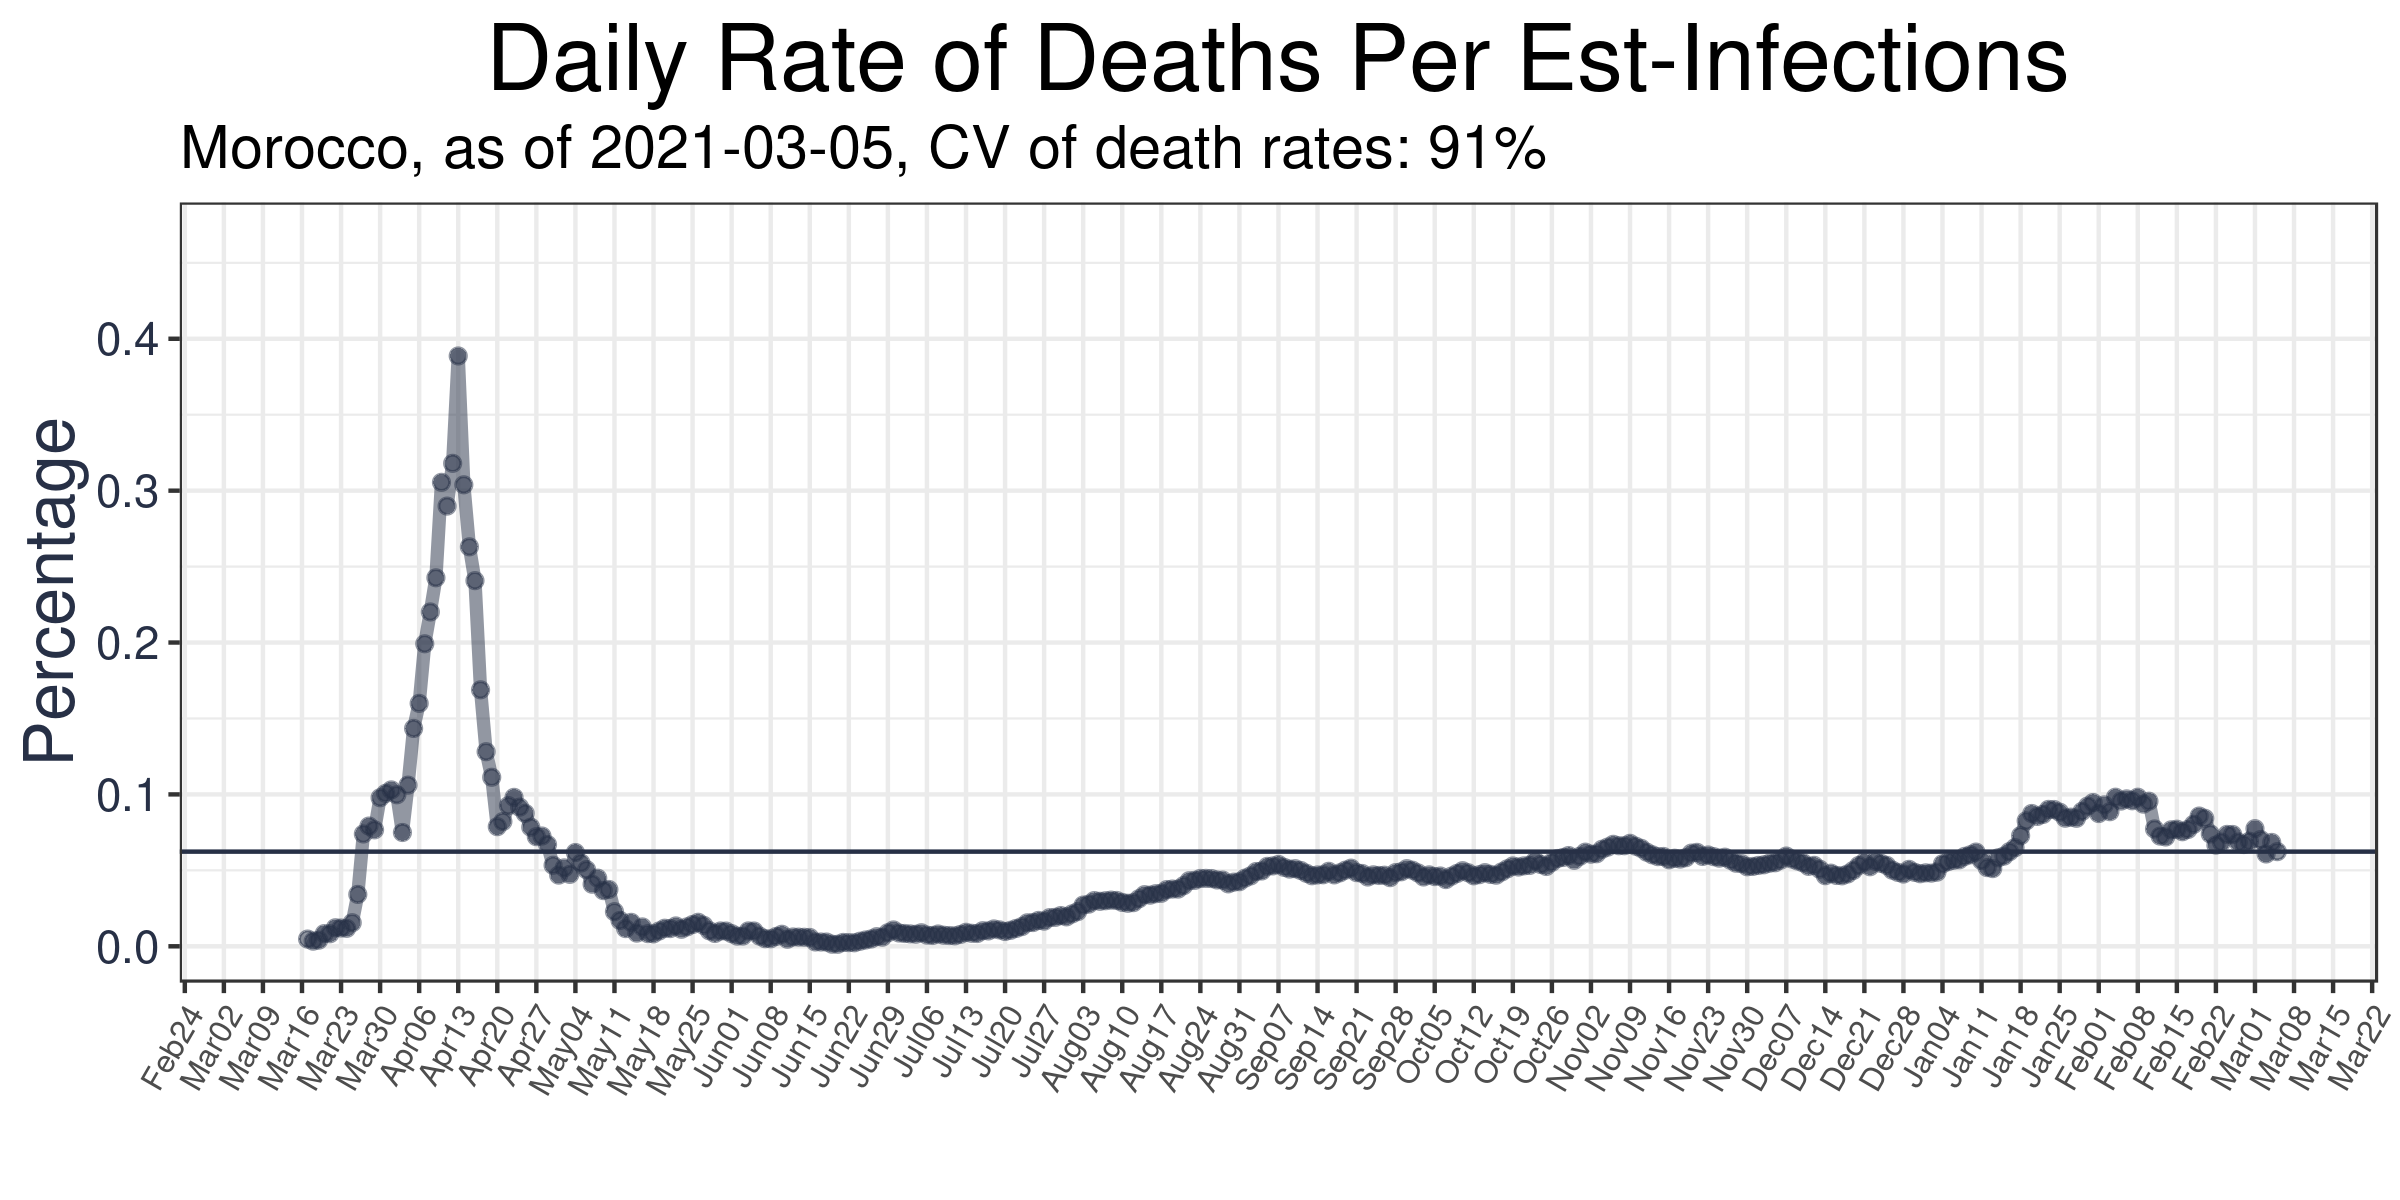 Daily Rate of Deaths Per Est-Infections
Morocco, as of 2021-03-05, CV of death rates: 91%
Percentage
0.4
0.3
0.2
0.1
0.0
Feb24
Mar02
Mar09
Mar16
Mar23
Mar30
Apr06
Apr13
Apr20
Apr27
May04
May11
May18
May25
Jun01
Jun08
Jun15
Jun22
Jun29
Jul06
Jul13
Jul20
Jul27
Aug03
Aug10
Aug17
Aug24
Aug31
Sep07
Sep14
Sep21
Sep28
Oct05
Oct12
Oct19
Oct26
Nov02
Nov09
Nov16
Nov23
Nov30
Dec07
Dec14
Dec21
Dec28
Jan04
Jan11
Jan18
Jan25
Feb01
Feb08
Feb15
Feb22
Mar01
Mar08
Mar15
Mar22